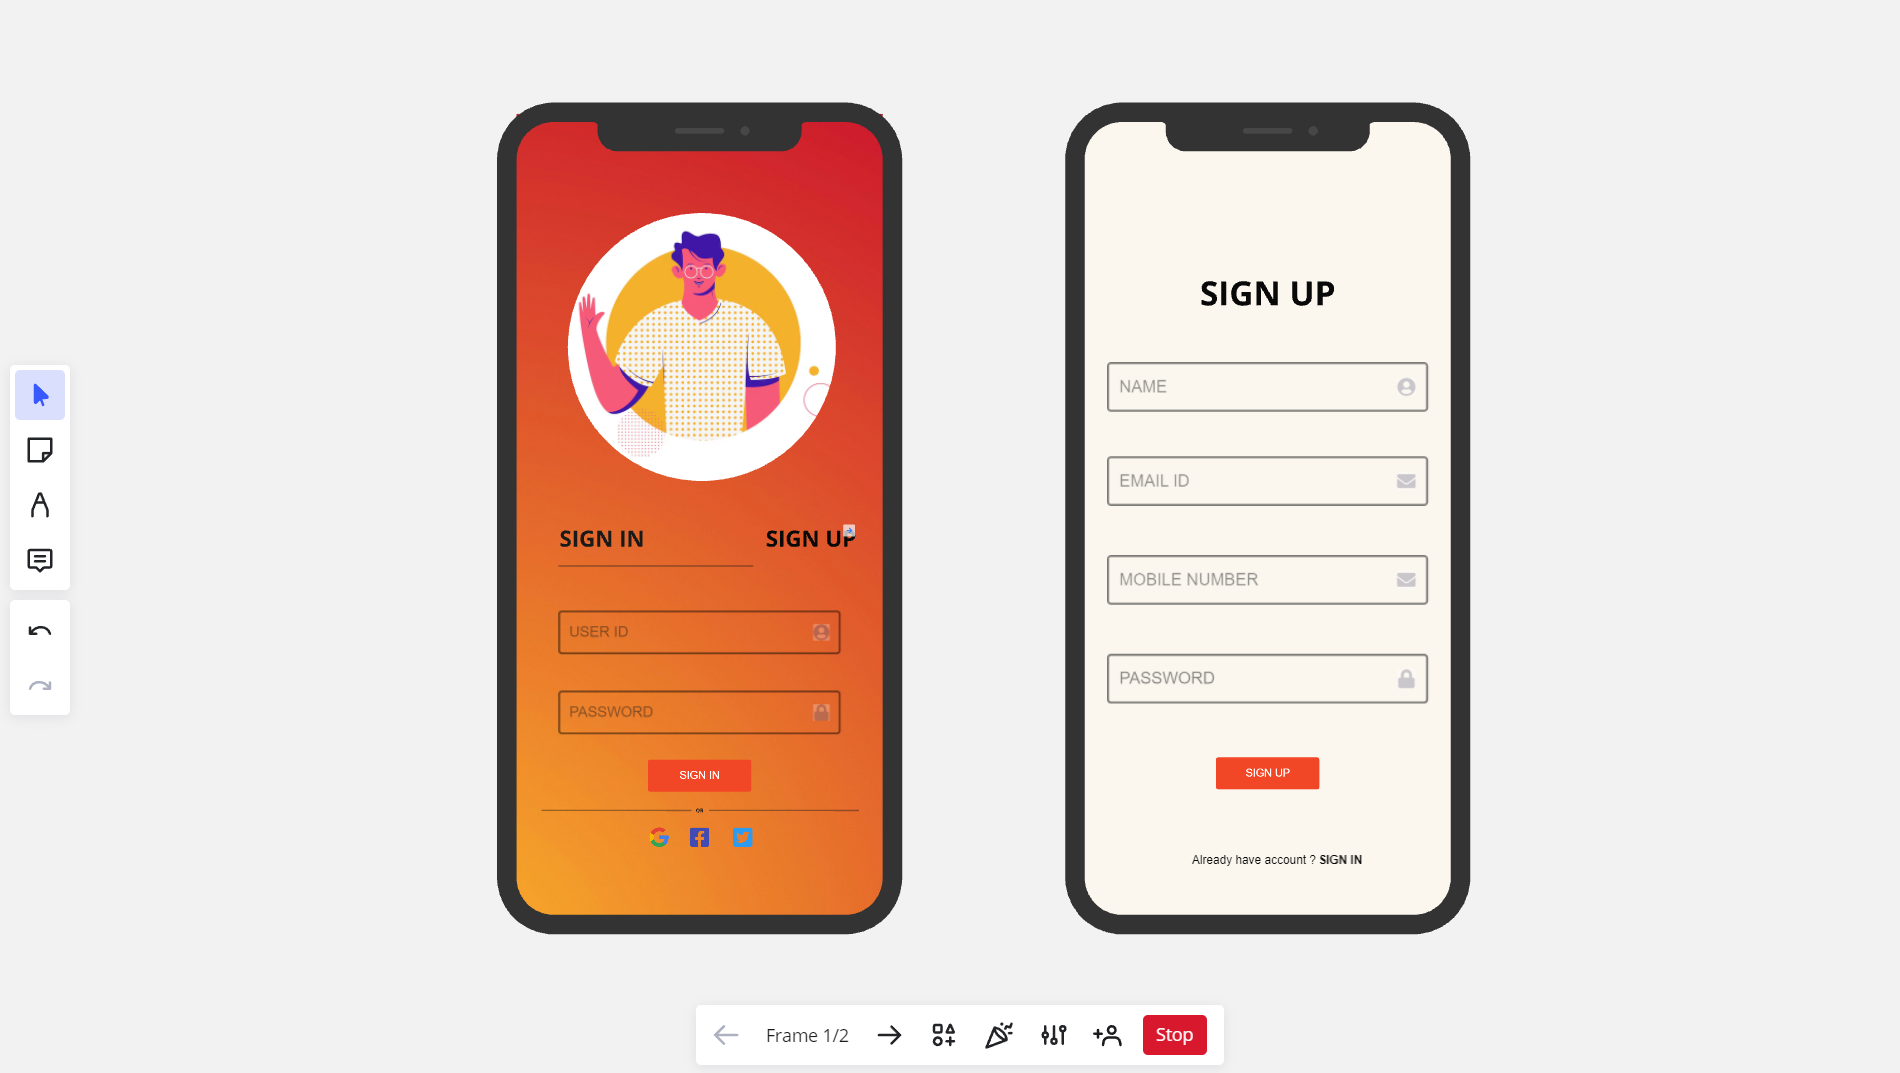 SIGN IN
SIGN UP
USER ID
PASSWORD
SIGN IN
OR
SIGN UP
NAME
EMAIL ID
MOBILE NUMBER
PASSWORD
SIGN UP
Already have account ? SIGN IN
Frame 1/2
Stop